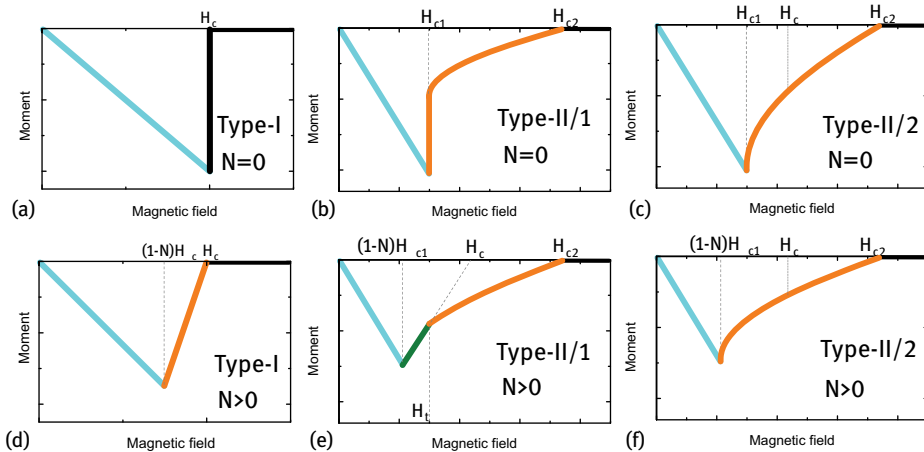 H_c
Moment
Type-I
N=0
(a)
Magnetic field
H_c1
H_c2
Moment
Type-II/1
N=0
(b)
Magnetic field
H_c1
H_c
H_c2
Moment
Type-II/2
N=0
(c)
Magnetic field
(1-N)H_c H_c
Moment
Type-I
N>0
(d)
Magnetic field
(1-N)H_c1
H_c
H_c2
Moment
Type-II/1
N>0
H_t
(e)
Magnetic field
(1-N)H_c1
H_c
H_c2
Moment
Type-II/2
N>0
(f)
Magnetic field